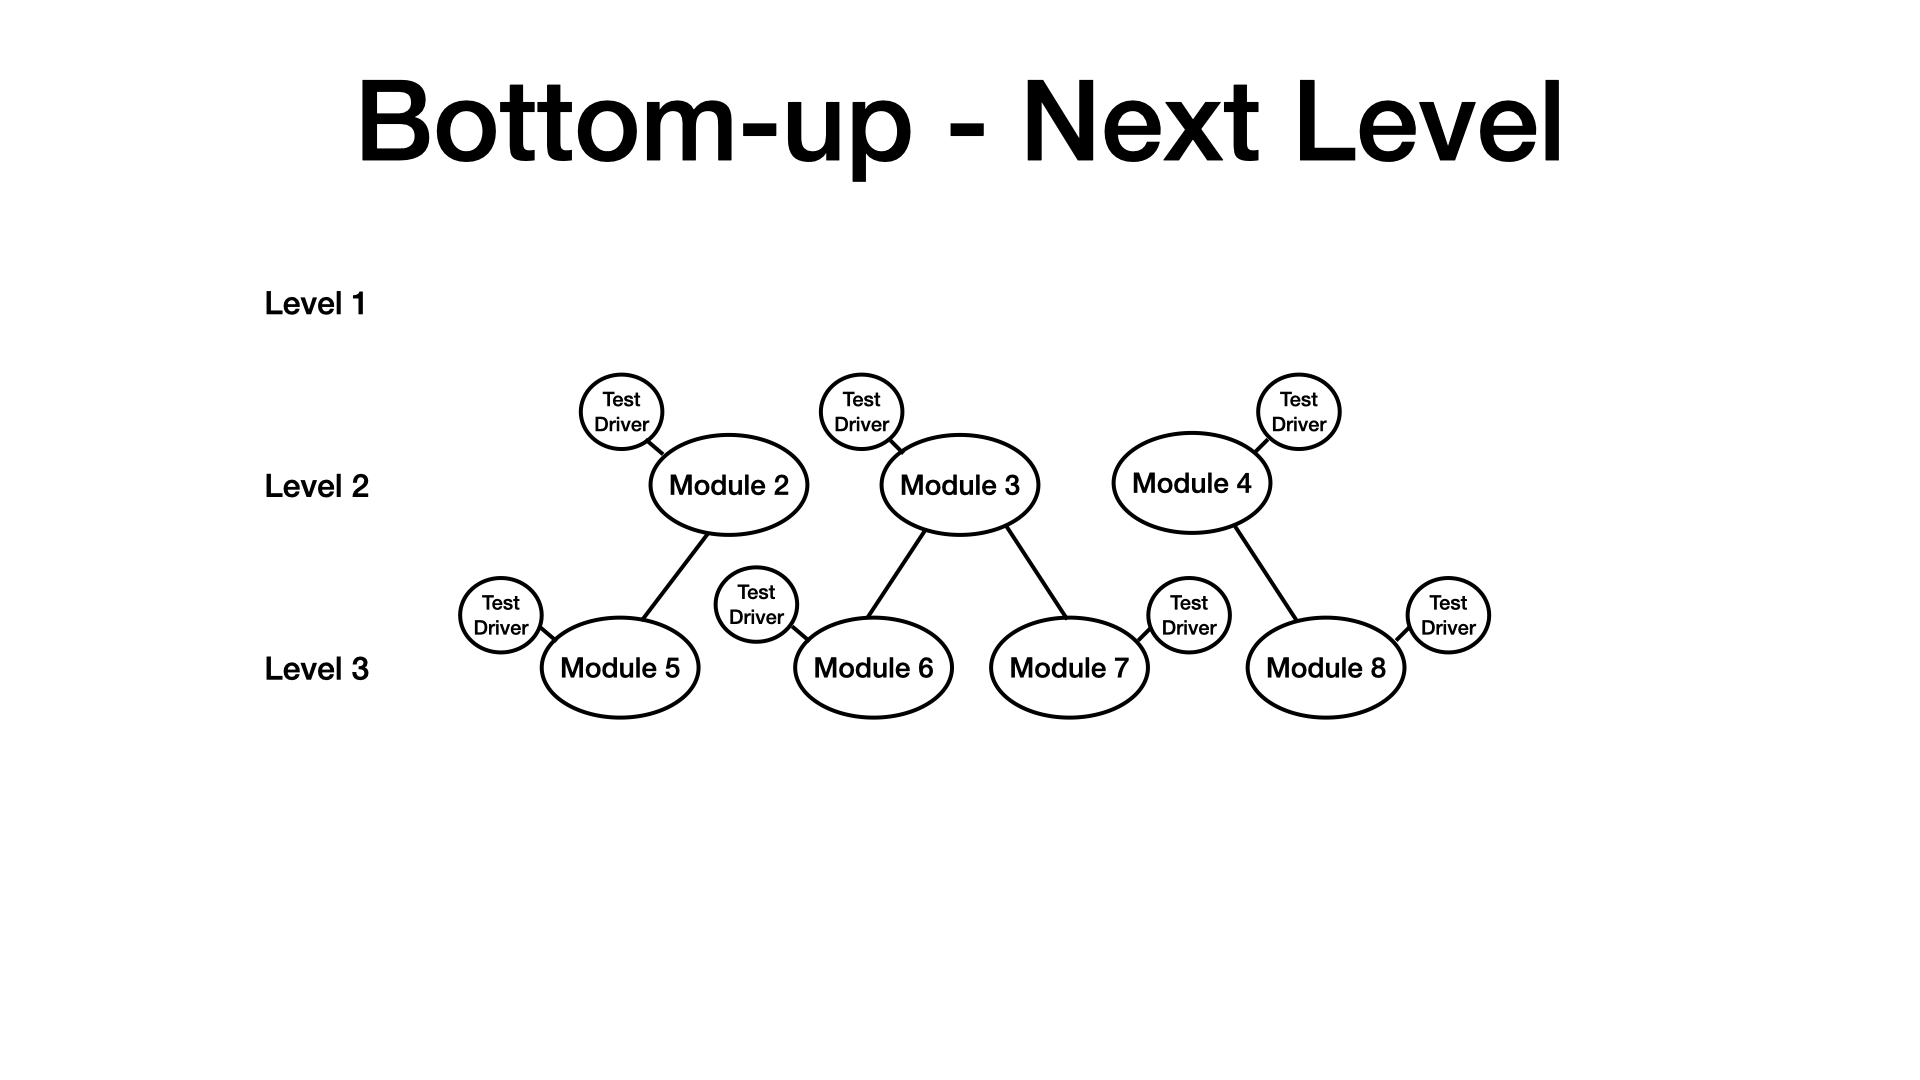 Bottom-up - Next Level
Level 1
Test
Driver
Test
Driver
Test
Driver
Level 2
Module 2
Module 3
Module 4
Test
Driver
Test
Driver
Test
Driver
Test
Driver
Level 3
Module 5
Module 6
Module 7
Module 8